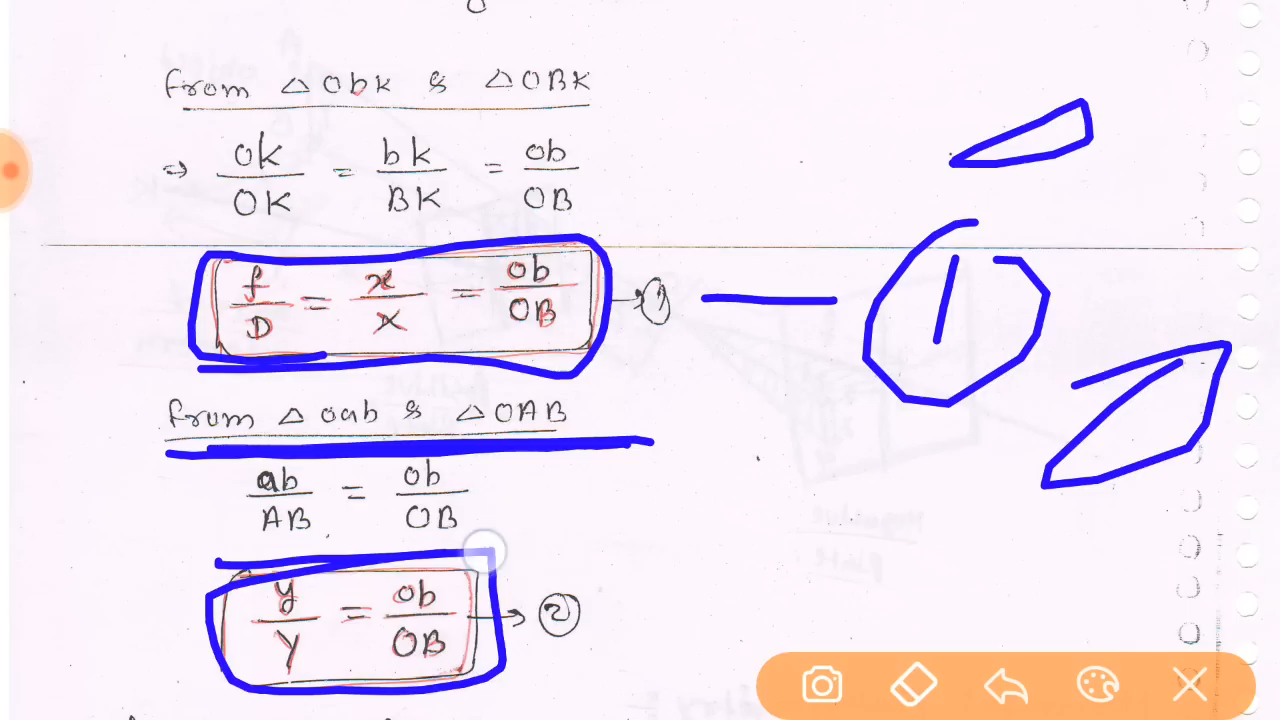 from △obk & △OBK
⇒ ok/OK = bk/BK = ob/OB
f/D = x/X = ob/OB → ①
— 1
from △oab & △OAB
ab/AB = ob/OB
y/Y = ob/OB → ②